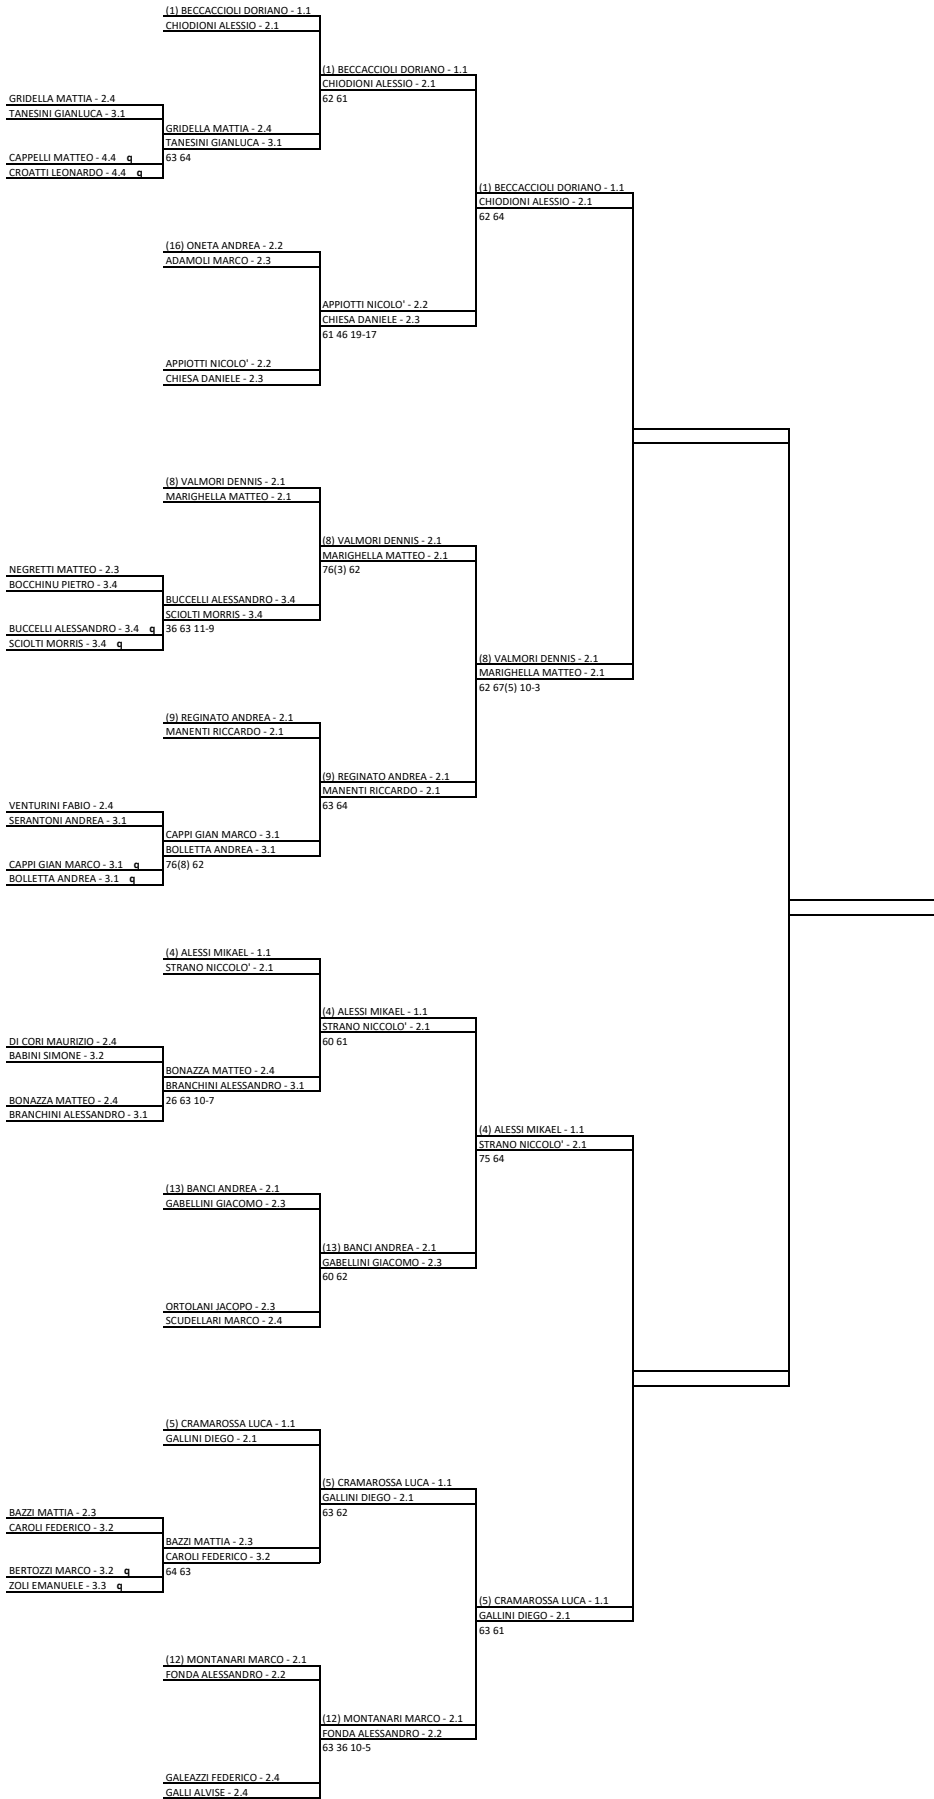 (1) BECCACCIOLI DORIANO - 1.1
CHIODIONI ALESSIO - 2.1
(1) BECCACCIOLI DORIANO - 1.1
CHIODIONI ALESSIO - 2.1
62 61
GRIDELLA MATTIA - 2.4
TANESINI GIANLUCA - 3.1
GRIDELLA MATTIA - 2.4
TANESINI GIANLUCA - 3.1
63 64
CAPPELLI MATTEO - 4.4 q
CROATTI LEONARDO - 4.4 q
(1) BECCACCIOLI DORIANO - 1.1
CHIODIONI ALESSIO - 2.1
62 64
(16) ONETA ANDREA - 2.2
ADAMOLI MARCO - 2.3
APPIOTTI NICOLO' - 2.2
CHIESA DANIELE - 2.3
61 46 19-17
APPIOTTI NICOLO' - 2.2
CHIESA DANIELE - 2.3
(8) VALMORI DENNIS - 2.1
MARIGHELLA MATTEO - 2.1
(8) VALMORI DENNIS - 2.1
MARIGHELLA MATTEO - 2.1
76(3) 62
NEGRETTI MATTEO - 2.3
BOCCHINU PIETRO - 3.4
BUCCELLI ALESSANDRO - 3.4
SCIOLTI MORRIS - 3.4
36 63 11-9
BUCCELLI ALESSANDRO - 3.4 q
SCIOLTI MORRIS - 3.4 q
(8) VALMORI DENNIS - 2.1
MARIGHELLA MATTEO - 2.1
62 67(5) 10-3
(9) REGINATO ANDREA - 2.1
MANENTI RICCARDO - 2.1
(9) REGINATO ANDREA - 2.1
MANENTI RICCARDO - 2.1
63 64
VENTURINI FABIO - 2.4
SERANTONI ANDREA - 3.1
CAPPI GIAN MARCO - 3.1
BOLLETTA ANDREA - 3.1
76(8) 62
CAPPI GIAN MARCO - 3.1 q
BOLLETTA ANDREA - 3.1 q
(4) ALESSI MIKAEL - 1.1
STRANO NICCOLO' - 2.1
(4) ALESSI MIKAEL - 1.1
STRANO NICCOLO' - 2.1
60 61
DI CORI MAURIZIO - 2.4
BABINI SIMONE - 3.2
BONAZZA MATTEO - 2.4
BRANCHINI ALESSANDRO - 3.1
26 63 10-7
BONAZZA MATTEO - 2.4
BRANCHINI ALESSANDRO - 3.1
(4) ALESSI MIKAEL - 1.1
STRANO NICCOLO' - 2.1
75 64
(13) BANCI ANDREA - 2.1
GABELLINI GIACOMO - 2.3
(13) BANCI ANDREA - 2.1
GABELLINI GIACOMO - 2.3
60 62
ORTOLANI JACOPO - 2.3
SCUDELLARI MARCO - 2.4
(5) CRAMAROSSA LUCA - 1.1
GALLINI DIEGO - 2.1
(5) CRAMAROSSA LUCA - 1.1
GALLINI DIEGO - 2.1
63 62
BAZZI MATTIA - 2.3
CAROLI FEDERICO - 3.2
BAZZI MATTIA - 2.3
CAROLI FEDERICO - 3.2
64 63
BERTOZZI MARCO - 3.2 q
ZOLI EMANUELE - 3.3 q
(5) CRAMAROSSA LUCA - 1.1
GALLINI DIEGO - 2.1
63 61
(12) MONTANARI MARCO - 2.1
FONDA ALESSANDRO - 2.2
(12) MONTANARI MARCO - 2.1
FONDA ALESSANDRO - 2.2
63 36 10-5
GALEAZZI FEDERICO - 2.4
GALLI ALVISE - 2.4